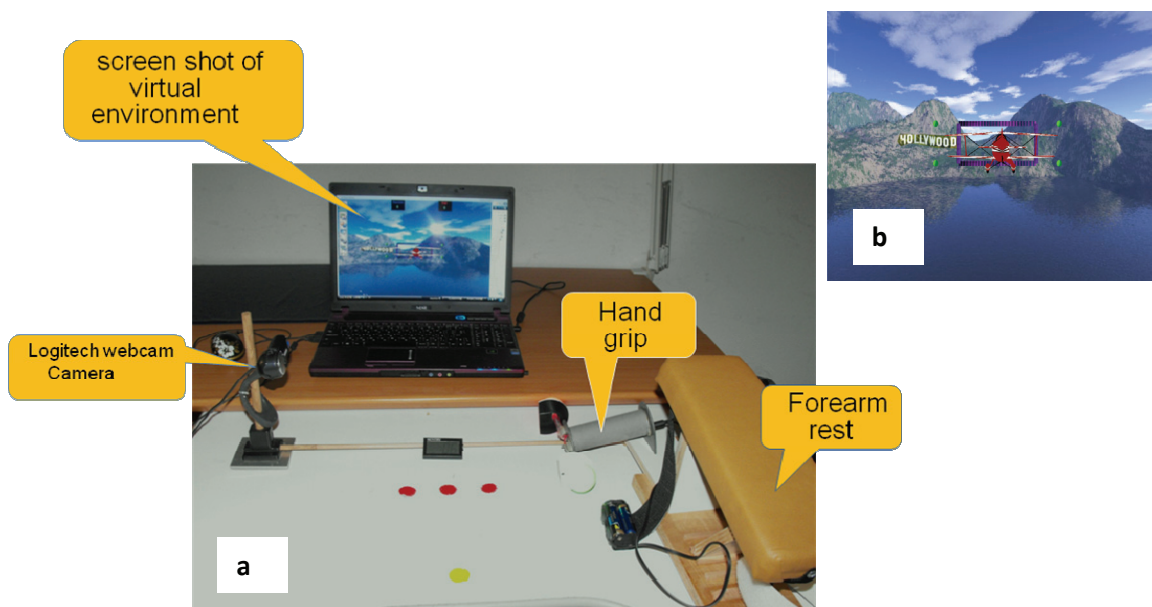 screen shot of
virtual
environment
HOLLYWOOD
b
Hand
grip
Logitech webcam
Camera
Forearm
rest
a